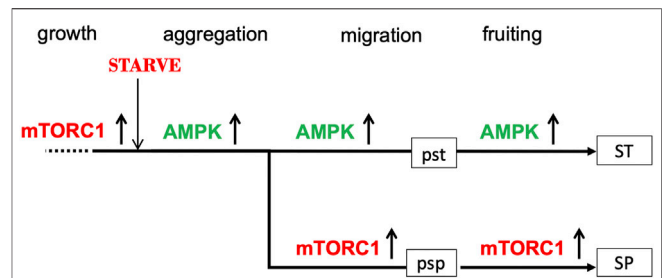 growth aggregation migration fruiting
STARVE
mTORC1 AMPK AMPK AMPK
pst ST
mTORC1 mTORC1
psp SP